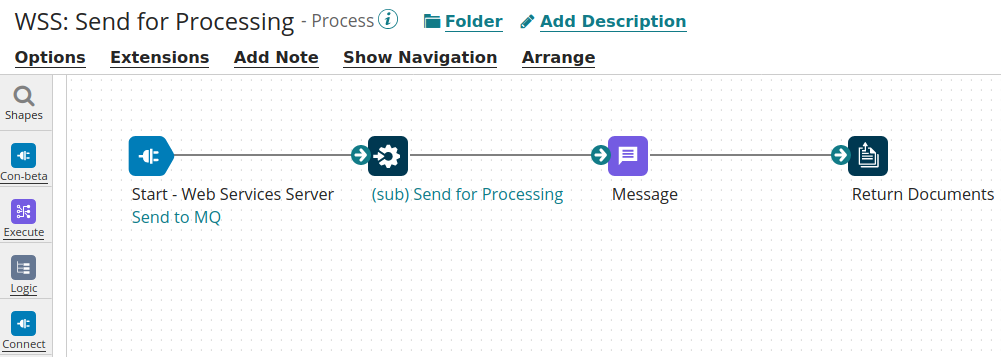 WSS: Send for Processing - Process i Folder Add Description
Options Extensions Add Note Show Navigation Arrange
Shapes
Con-beta
Execute
Logic
Connect
Start - Web Services Server
Send to MQ
(sub) Send for Processing
Message
Return Documents